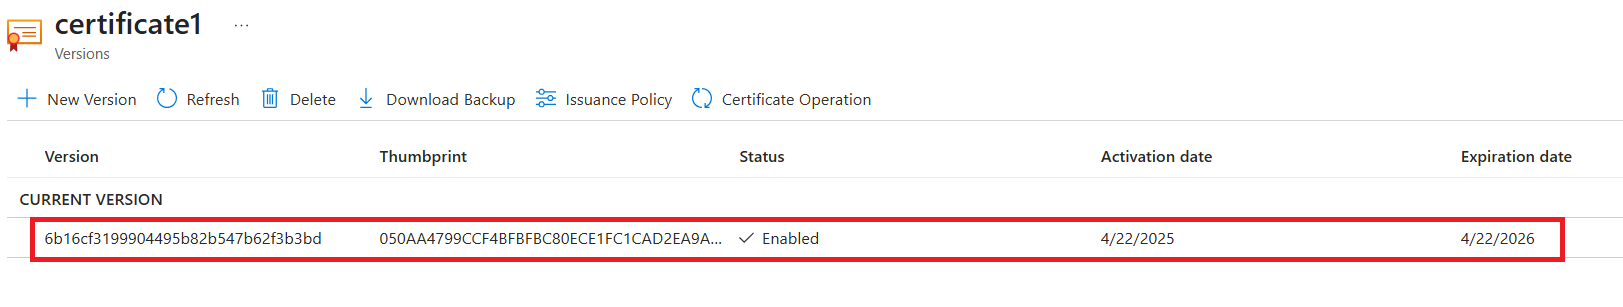 certificate1 ...
Versions
New Version Refresh Delete Download Backup Issuance Policy Certificate Operation
Version Thumbprint Status Activation date Expiration date
CURRENT VERSION
6b16cf3199904495b82b547b62f3b3bd 050AA4799CCF4BFBFBC80ECE1FC1CAD2EA9A... Enabled 4/22/2025 4/22/2026